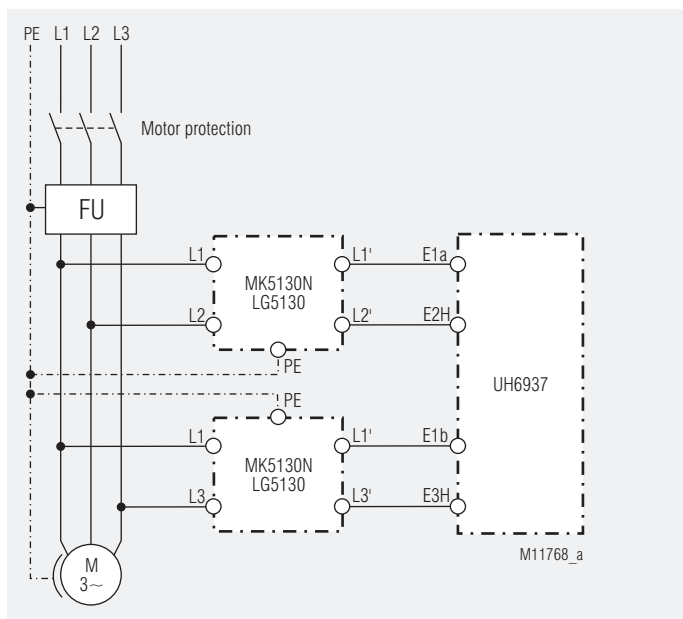 PE L1 L2 L3
Motor protection
FU
L1
MK5130N
LG5130
L1'
E1a
L2
L2'
E2H
PE
UH6937
PE
L1
MK5130N
LG5130
L1'
E1b
L3
L3'
E3H
M11768_a
M
3~